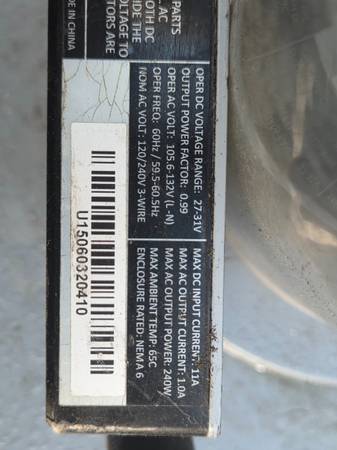 PARTS
AC
OTH DC
IDE THE
OLTAGE TO
TORS ARE
DE IN CHINA
OPER DC VOLTAGE RANGE: 27-31V
OUTPUT POWER FACTOR: 0.99
OPER AC VOLT: 105.6-132V (L-N)
OPER FREQ: 60Hz / 59.5-60.5Hz
NOM AC VOLT: 120/240V 3-WIRE
MAX DC INPUT CURRENT: 11A
MAX AC OUTPUT CURRENT: 1.0A
MAX AC OUTPUT POWER: 240W
MAX AMBIENT TEMP: 65C
ENCLOSURE RATED: NEMA 6
U15060320410